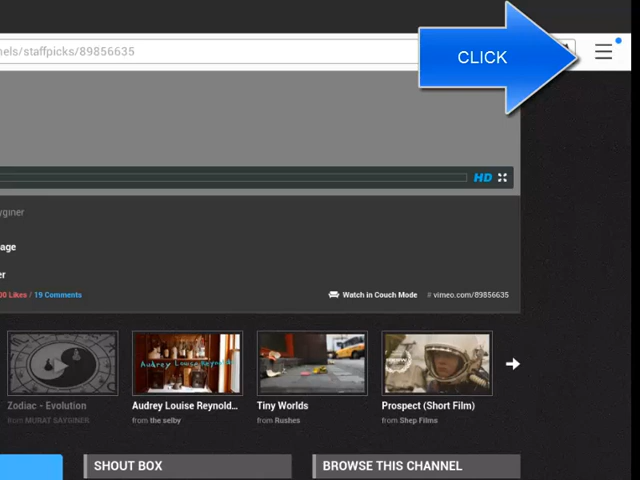 nels/staffpicks/89856635
CLICK
HD
yginer
age
er
00 Likes / 19 Comments
Watch in Couch Mode
# vimeo.com/89856635
Audrey Louise Reynolds
Zodiac - Evolution
from MURAT SAYGINER
Audrey Louise Reynold...
from the selby
Tiny Worlds
from Rushes
Prospect (Short Film)
from Shep Films
SHOUT BOX
BROWSE THIS CHANNEL